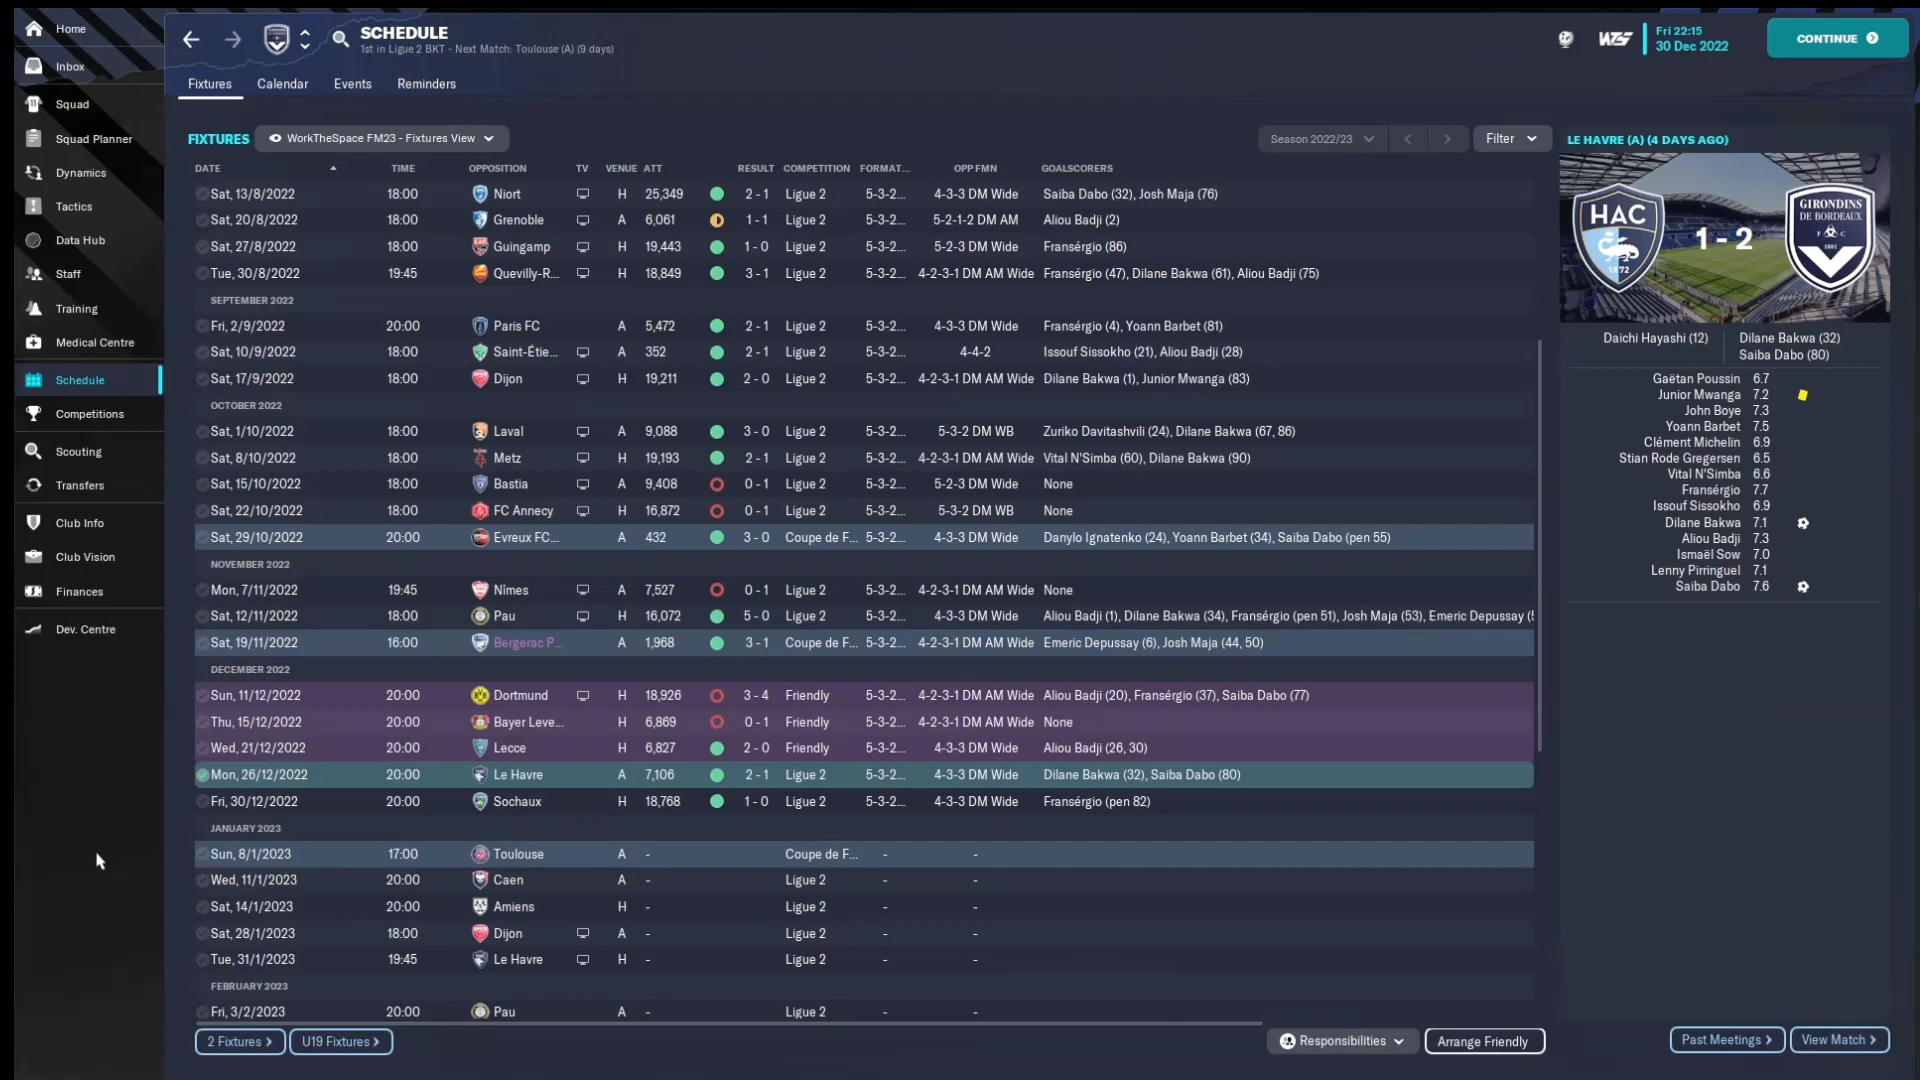 Home
Inbox
Squad
Squad Planner
Dynamics
Tactics
Data Hub
Staff
Training
Medical Centre
Schedule
Competitions
Scouting
Transfers
Club Info
Club Vision
Finances
Dev. Centre
SCHEDULE
1st in Ligue 2 BKT - Next Match: Toulouse (A) (9 days)
WTS
Fri 22:15
30 Dec 2022
CONTINUE
Fixtures Calendar Events Reminders
FIXTURES WorkTheSpace FM23 - Fixtures View Season 2022/23 Filter
DATE TIME OPPOSITION TV VENUE ATT RESULT COMPETITION FORMAT... OPP FMN GOALSCORERS
Sat, 13/8/2022 18:00 Niort H 25,349 2 - 1 Ligue 2 5-3-2... 4-3-3 DM Wide Saiba Dabo (32), Josh Maja (76)
Sat, 20/8/2022 18:00 Grenoble A 6,061 1 - 1 Ligue 2 5-3-2... 5-2-1-2 DM AM Aliou Badji (2)
Sat, 27/8/2022 18:00 Guingamp H 19,443 1 - 0 Ligue 2 5-3-2... 5-2-3 DM Wide Fransérgio (86)
Tue, 30/8/2022 19:45 Quevilly-R... H 18,849 3 - 1 Ligue 2 5-3-2... 4-2-3-1 DM AM Wide Fransérgio (47), Dilane Bakwa (61), Aliou Badji (75)
SEPTEMBER 2022
Fri, 2/9/2022 20:00 Paris FC A 5,472 2 - 1 Ligue 2 5-3-2... 4-3-3 DM Wide Fransérgio (4), Yoann Barbet (81)
Sat, 10/9/2022 18:00 Saint-Étie... A 352 2 - 1 Ligue 2 5-3-2... 4-4-2 Issouf Sissokho (21), Aliou Badji (28)
Sat, 17/9/2022 18:00 Dijon H 19,211 2 - 0 Ligue 2 5-3-2... 4-2-3-1 DM AM Wide Dilane Bakwa (1), Junior Mwanga (83)
OCTOBER 2022
Sat, 1/10/2022 18:00 Laval A 9,088 3 - 0 Ligue 2 5-3-2... 5-3-2 DM WB Zuriko Davitashvili (24), Dilane Bakwa (67, 86)
Sat, 8/10/2022 18:00 Metz H 19,193 2 - 1 Ligue 2 5-3-2... 4-2-3-1 DM AM Wide Vital N'Simba (60), Dilane Bakwa (90)
Sat, 15/10/2022 18:00 Bastia A 9,408 0 - 1 Ligue 2 5-3-2... 5-2-3 DM Wide None
Sat, 22/10/2022 18:00 FC Annecy H 16,872 0 - 1 Ligue 2 5-3-2... 5-3-2 DM WB None
Sat, 29/10/2022 20:00 Evreux FC... A 432 3 - 0 Coupe de F... 5-3-2... 4-3-3 DM Wide Danylo Ignatenko (24), Yoann Barbet (34), Saiba Dabo (pen 55)
NOVEMBER 2022
Mon, 7/11/2022 19:45 Nîmes A 7,527 0 - 1 Ligue 2 5-3-2... 4-2-3-1 DM AM Wide None
Sat, 12/11/2022 18:00 Pau H 16,072 5 - 0 Ligue 2 5-3-2... 4-3-3 DM Wide Aliou Badji (1), Dilane Bakwa (34), Fransérgio (pen 51), Josh Maja (53), Emeric Depussay (
Sat, 19/11/2022 16:00 Bergerac P... A 1,968 3 - 1 Coupe de F... 5-3-2... 4-2-3-1 DM AM Wide Emeric Depussay (6), Josh Maja (44, 50)
DECEMBER 2022
Sun, 11/12/2022 20:00 Dortmund H 18,926 3 - 4 Friendly 5-3-2... 4-2-3-1 DM AM Wide Aliou Badji (20), Fransérgio (37), Saiba Dabo (77)
Thu, 15/12/2022 20:00 Bayer Leve... H 6,869 0 - 1 Friendly 5-3-2... 4-2-3-1 DM AM Wide None
Wed, 21/12/2022 20:00 Lecce H 6,827 2 - 0 Friendly 5-3-2... 4-3-3 DM Wide Aliou Badji (26, 30)
Mon, 26/12/2022 20:00 Le Havre A 7,106 2 - 1 Ligue 2 5-3-2... 4-3-3 DM Wide Dilane Bakwa (32), Saiba Dabo (80)
Fri, 30/12/2022 20:00 Sochaux H 18,768 1 - 0 Ligue 2 5-3-2... 4-3-3 DM Wide Fransérgio (pen 82)
JANUARY 2023
Sun, 8/1/2023 17:00 Toulouse A - Coupe de F... - -
Wed, 11/1/2023 20:00 Caen A - Ligue 2 - -
Sat, 14/1/2023 20:00 Amiens H - Ligue 2 - -
Sat, 28/1/2023 18:00 Dijon A - Ligue 2 - -
Tue, 31/1/2023 19:45 Le Havre H - Ligue 2 - -
FEBRUARY 2023
Fri, 3/2/2023 20:00 Pau A - Ligue 2 - -
2 Fixtures > U19 Fixtures > Responsibilities Arrange Friendly
LE HAVRE (A) (4 DAYS AGO)
HAC
1872
1 - 2
GIRONDINS
DE BORDEAUX
F C
1881
Daichi Hayashi (12) Dilane Bakwa (32)
Saiba Dabo (80)
Gaëtan Poussin 6.7
Junior Mwanga 7.2
John Boye 7.3
Yoann Barbet 7.5
Clément Michelin 6.9
Stian Rode Gregersen 6.5
Vital N'Simba 6.6
Fransérgio 7.7
Issouf Sissokho 6.9
Dilane Bakwa 7.1
Aliou Badji 7.3
Ismaël Sow 7.0
Lenny Pirringuel 7.1
Saiba Dabo 7.6
Past Meetings > View Match >